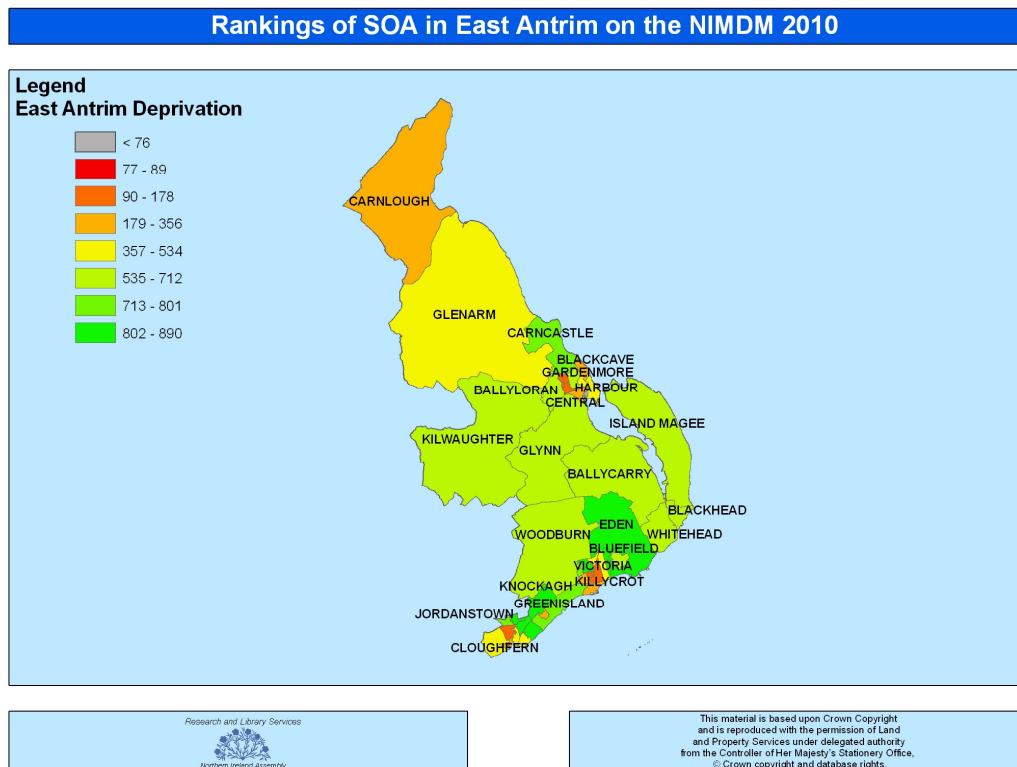 Rankings of SOA in East Antrim on the NIMDM 2010
Legend
East Antrim Deprivation
< 76
77 - 89
90 - 178
179 - 356
357 - 534
535 - 712
713 - 801
802 - 890
CARNLOUGH
GLENARM
CARNCASTLE
BLACKCAVE
GARDENMORE
BALLYLORAN
HARBOUR
CENTRAL
ISLAND MAGEE
KILWAUGHTER
GLYNN
BALLYCARRY
BLACKHEAD
EDEN
WOODBURN
WHITEHEAD
BLUEFIELD
VICTORIA
KILLYCROT
KNOCKAGH
GREENISLAND
JORDANSTOWN
CLOUGHFERN
Research and Library Services
Northern Ireland Assembly
This material is based upon Crown Copyright
and is reproduced with the permission of Land
and Property Services under delegated authority
from the Controller of Her Majesty's Stationery Office,
© Crown copyright and database rights.